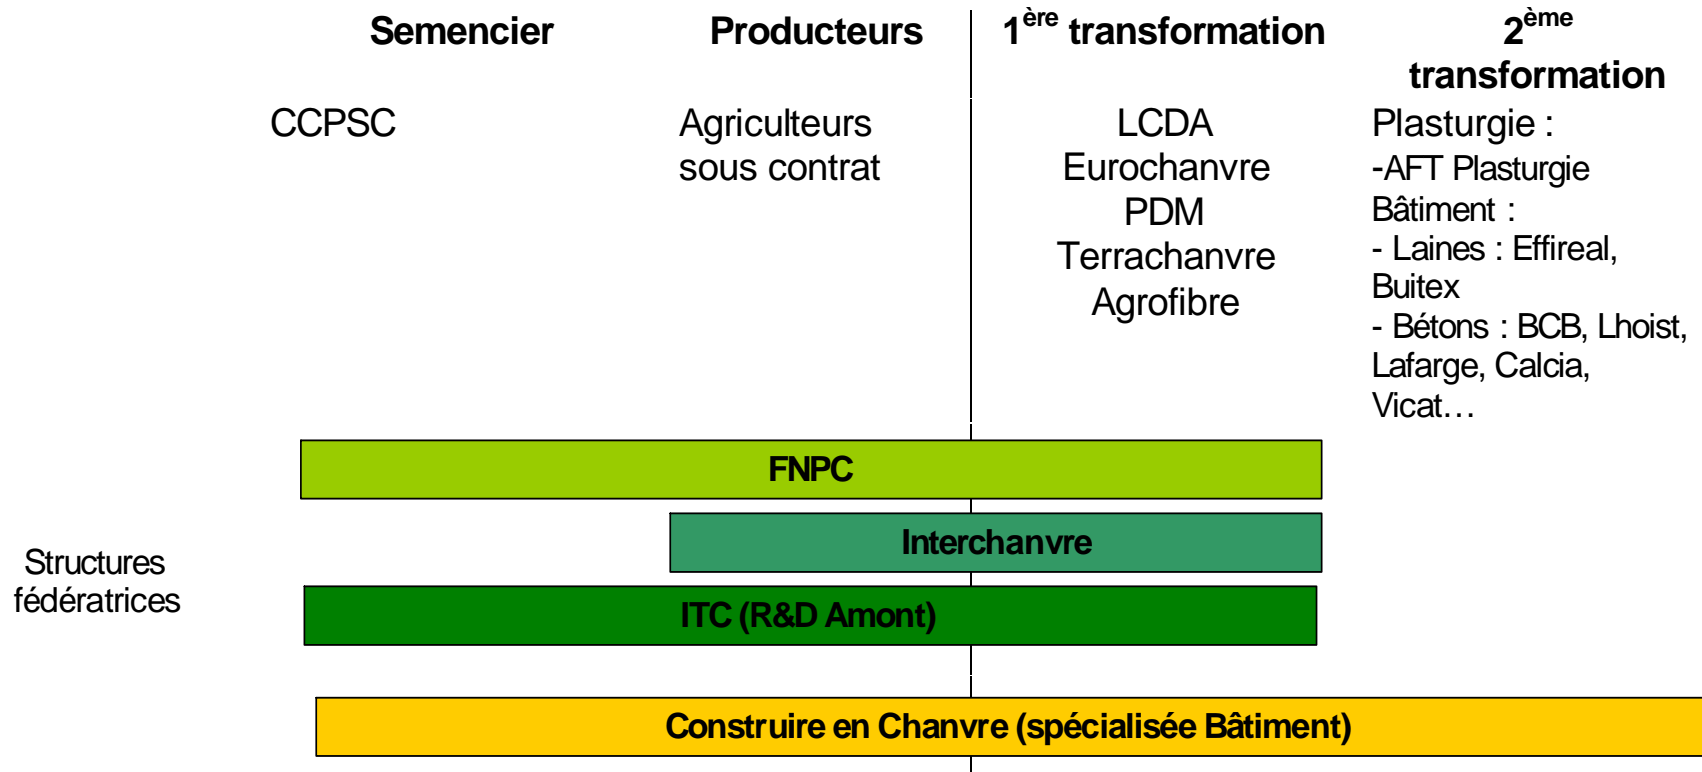 Semencier
Producteurs
1ère transformation
2ème
transformation
CCPSC
Agriculteurs
sous contrat
LCDA
Eurochanvre
PDM
Terrachanvre
Agrofibre
Plasturgie :
-AFT Plasturgie
Bâtiment :
- Laines : Effireal,
Buitex
- Bétons : BCB, Lhoist,
Lafarge, Calcia,
Vicat…
FNPC
Interchanvre
Structures
fédératrices
ITC (R&D Amont)
Construire en Chanvre (spécialisée Bâtiment)